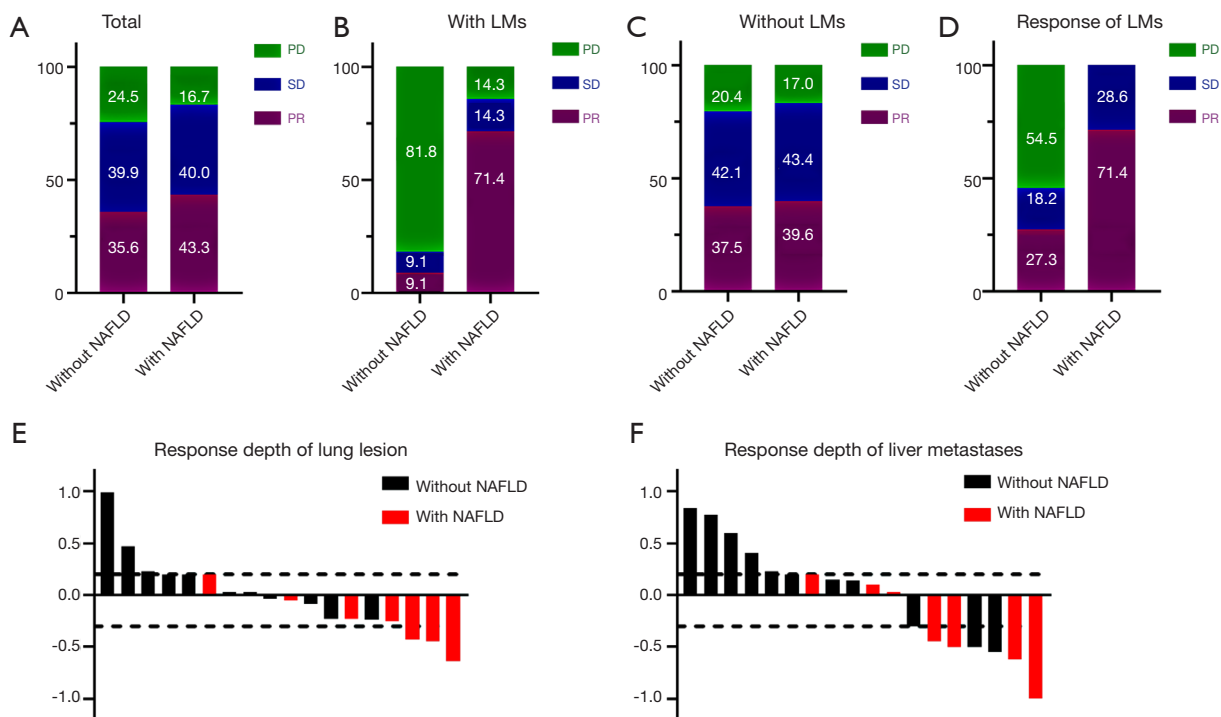 A
Total
PD
SD
PR
100
50
0
24.5
39.9
35.6
16.7
40.0
43.3
Without NAFLD
With NAFLD
B
With LMs
PD
SD
PR
100
50
0
81.8
9.1
9.1
14.3
14.3
71.4
Without NAFLD
With NAFLD
C
Without LMs
PD
SD
PR
100
50
0
20.4
42.1
37.5
17.0
43.4
39.6
Without NAFLD
With NAFLD
D
Response of LMs
PD
SD
PR
100
50
0
54.5
18.2
27.3
28.6
71.4
Without NAFLD
With NAFLD
E
Response depth of lung lesion
Without NAFLD
With NAFLD
1.0
0.5
0.0
-0.5
-1.0
F
Response depth of liver metastases
Without NAFLD
With NAFLD
1.0
0.5
0.0
-0.5
-1.0